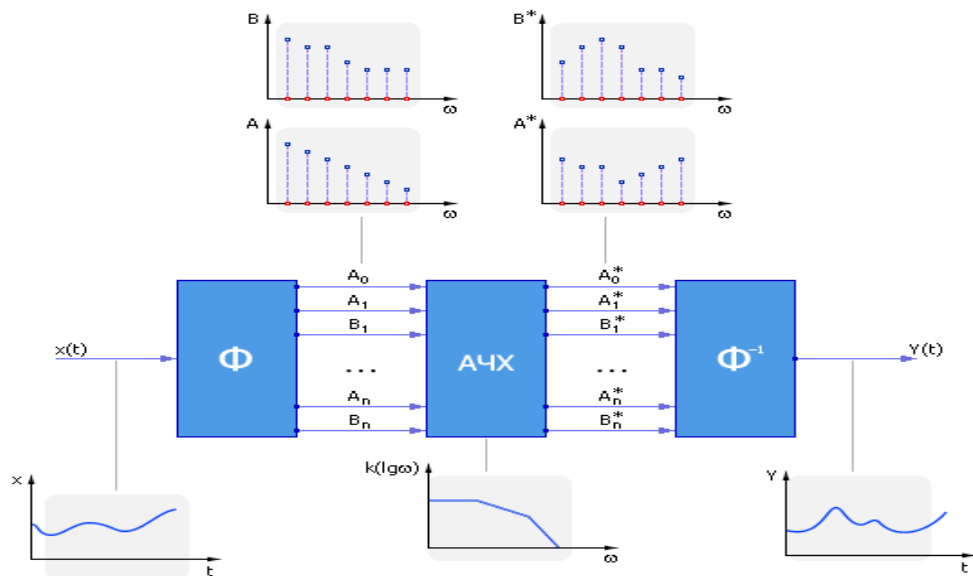 B
ω
B*
ω
A
ω
A*
ω
x(t)
Ф
A₀
A₁
B₁
...
Aₙ
Bₙ
АЧХ
A₀*
A₁*
B₁*
...
Aₙ*
Bₙ*
Ф⁻¹
Y(t)
x
t
k(lgω)
ω
Y
t